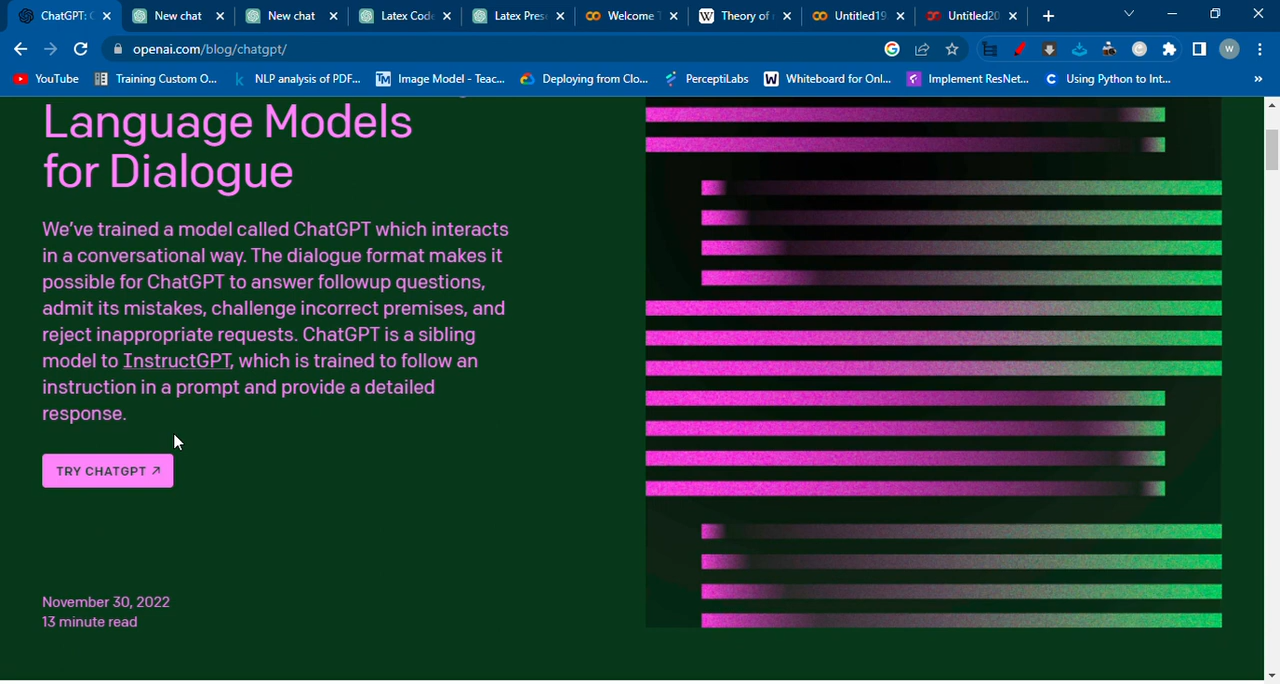 ChatGPT: 
New chat
New chat
Latex Code
Latex Pres
Welcome
Theory of
Untitled19
Untitled20
openai.com/blog/chatgpt/
W
YouTube
Training Custom O...
NLP analysis of PDF...
Image Model - Teac...
Deploying from Clo...
PerceptiLabs
Whiteboard for Onl...
Implement ResNet...
Using Python to Int...
Language Models
for Dialogue
We've trained a model called ChatGPT which interacts
in a conversational way. The dialogue format makes it
possible for ChatGPT to answer followup questions,
admit its mistakes, challenge incorrect premises, and
reject inappropriate requests. ChatGPT is a sibling
model to InstructGPT, which is trained to follow an
instruction in a prompt and provide a detailed
response.
TRY CHATGPT ↗
November 30, 2022
13 minute read